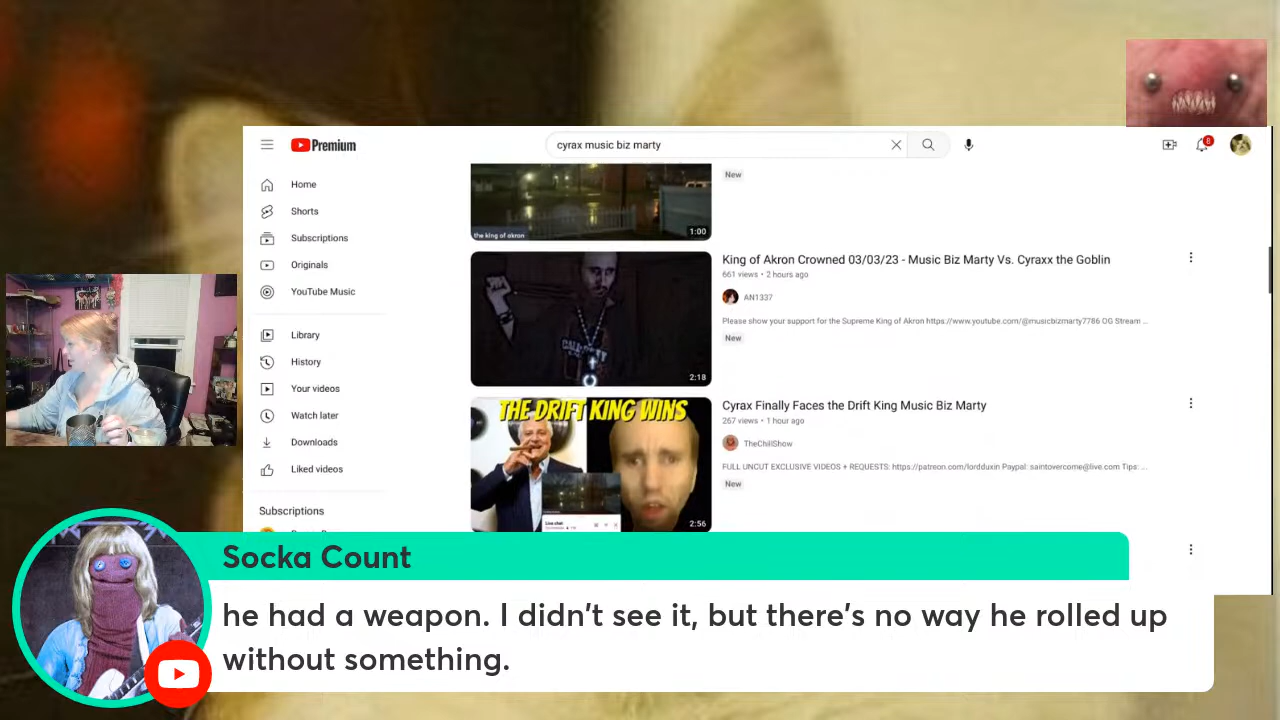 Premium
cyrax music biz marty
8
Home
Shorts
Subscriptions
Originals
YouTube Music
Library
History
Your videos
Watch later
Downloads
Liked videos
Subscriptions
the king of akron
1:00
New
2:18
King of Akron Crowned 03/03/23 - Music Biz Marty Vs. Cyraxx the Goblin
661 views • 2 hours ago
AN1337
Please show your support for the Supreme King of Akron https://www.youtube.com/@musicbizmarty7786 OG Stream ...
New
THE DRIFT KING WINS
2:56
Cyrax Finally Faces the Drift King Music Biz Marty
267 views • 1 hour ago
TheChillShow
FULL UNCUT EXCLUSIVE VIDEOS + REQUESTS: https://patreon.com/lordduxin Paypal: saintovercome@live.com Tips: ...
New
Socka Count
he had a weapon. I didn't see it, but there's no way he rolled up
without something.